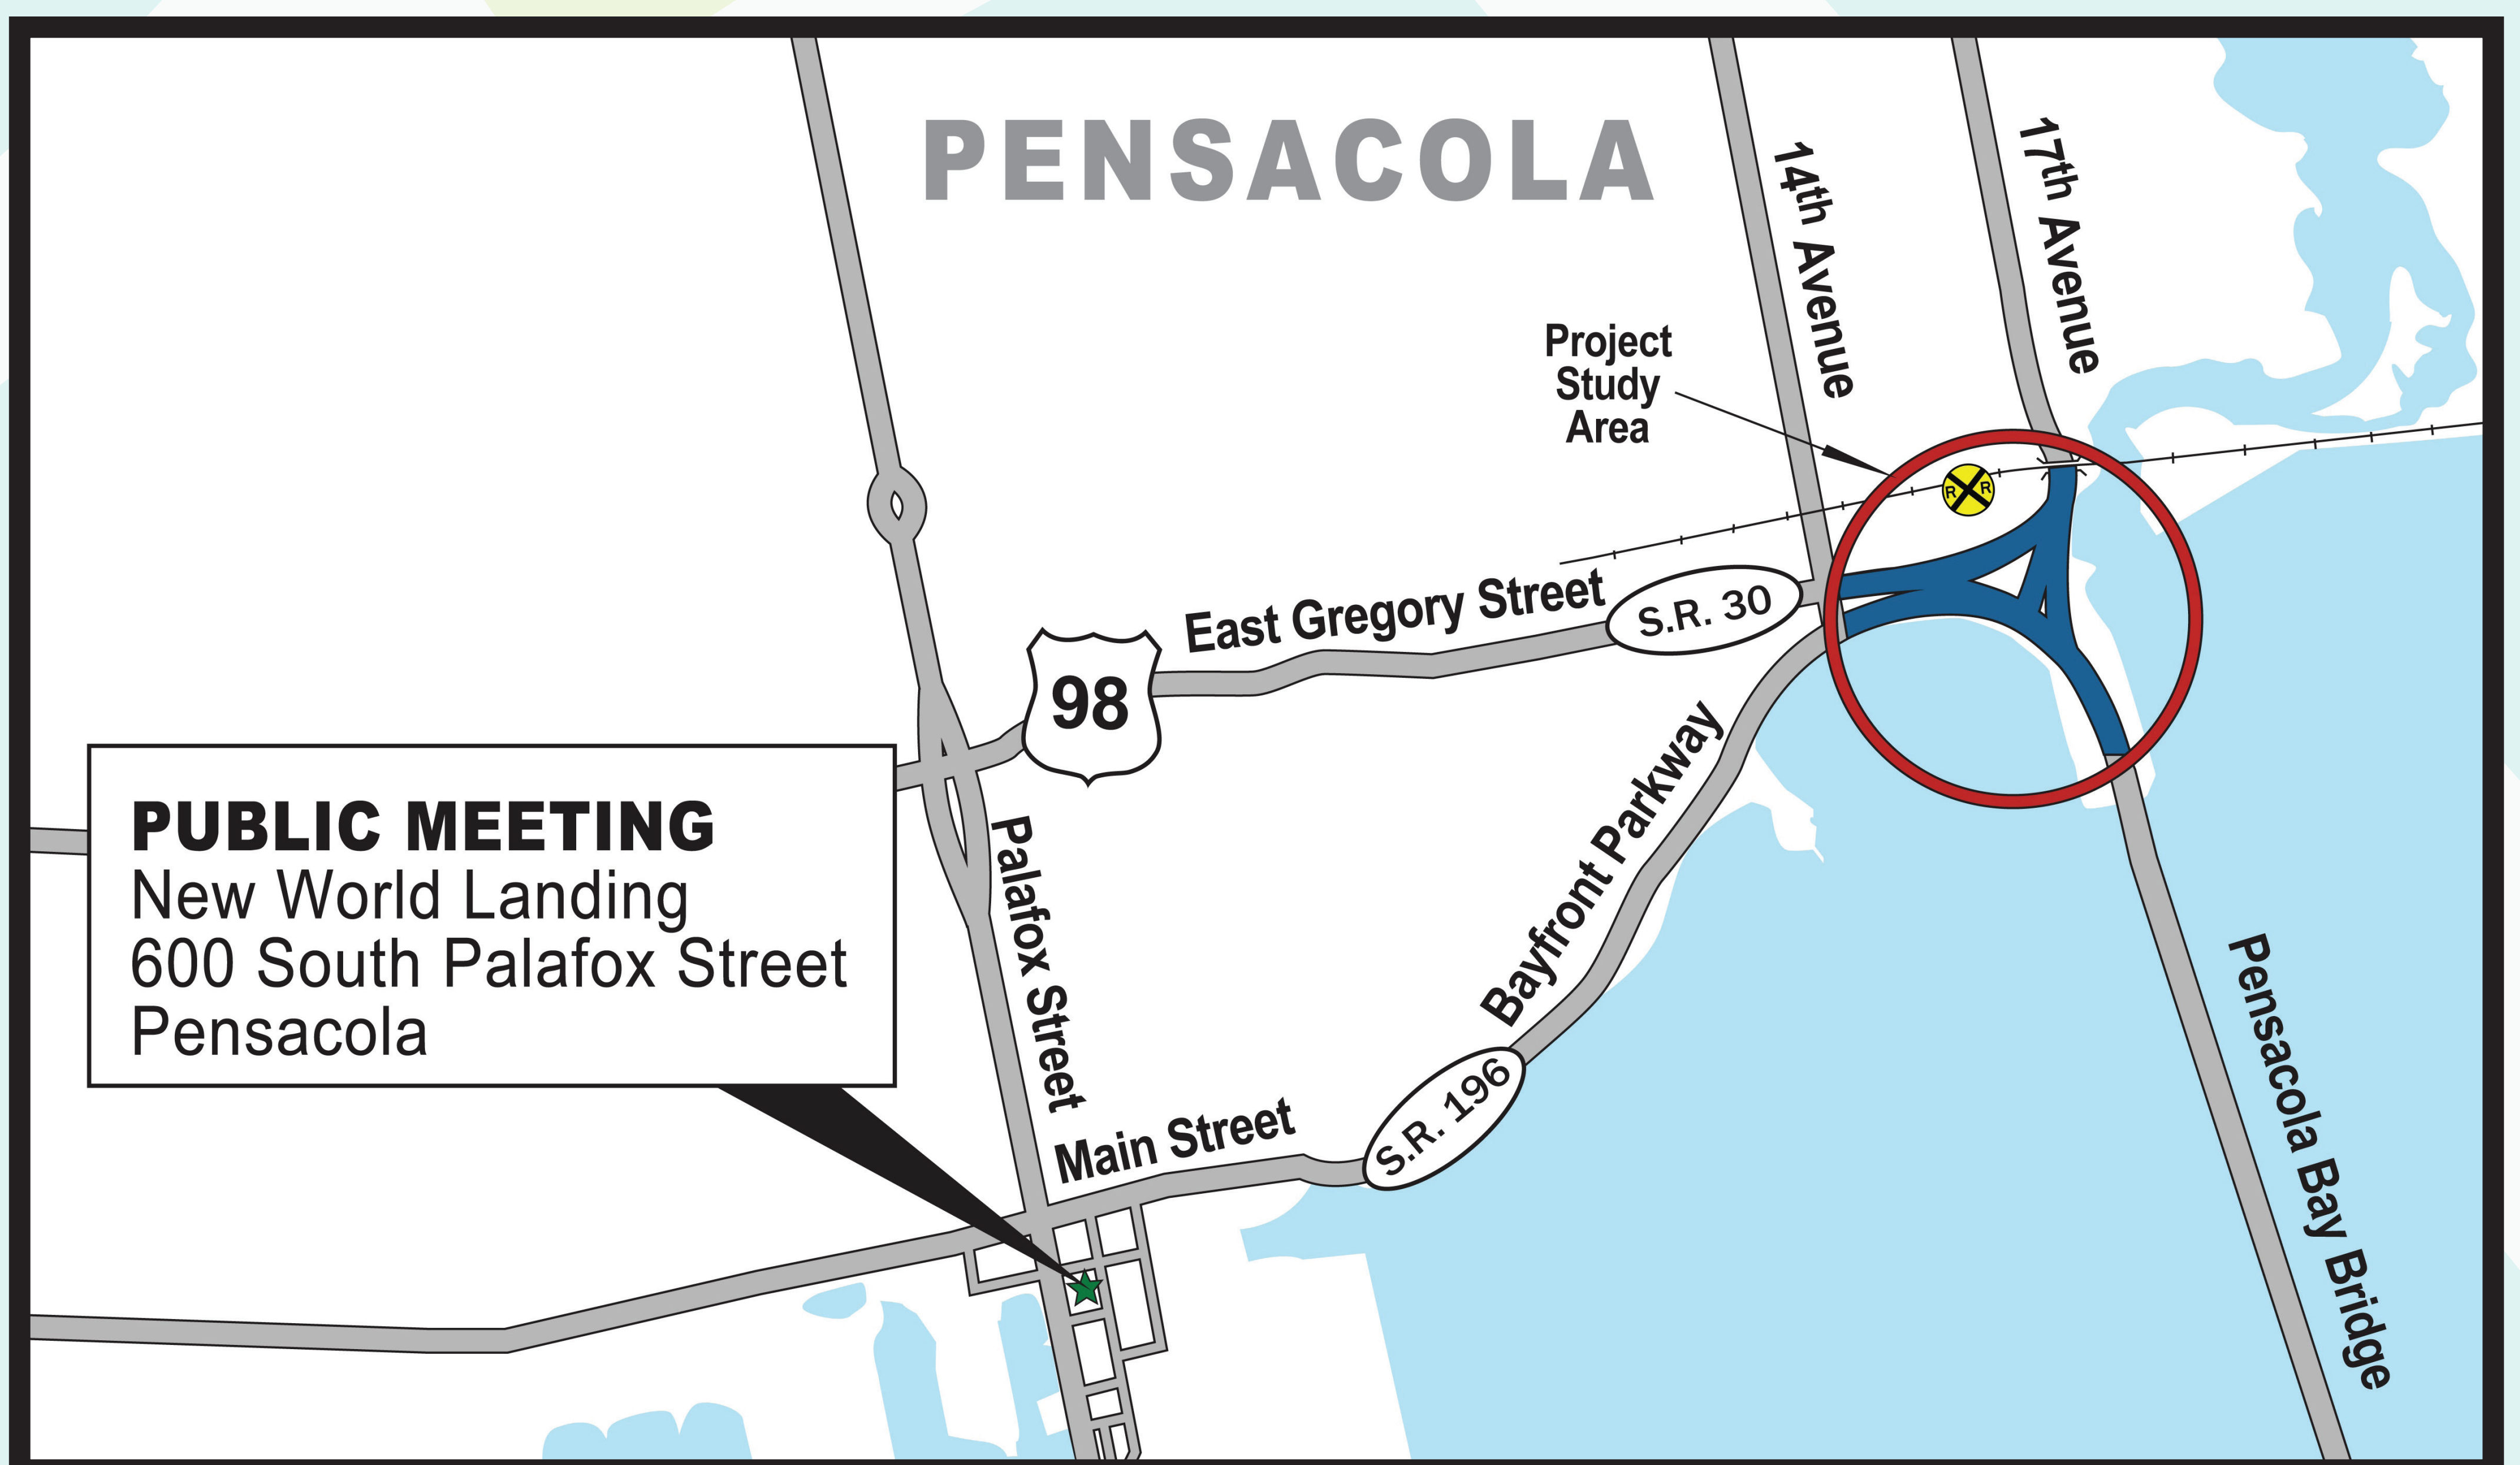 PENSACOLA
14th Avenue
17th Avenue
Project
Study
Area
R R
East Gregory Street
S.R. 30
98
PUBLIC MEETING
New World Landing
600 South Palafox Street
Pensacola
Palafox Street
Bayfront Parkway
Main Street
S.R. 196
Pensacola Bay Bridge